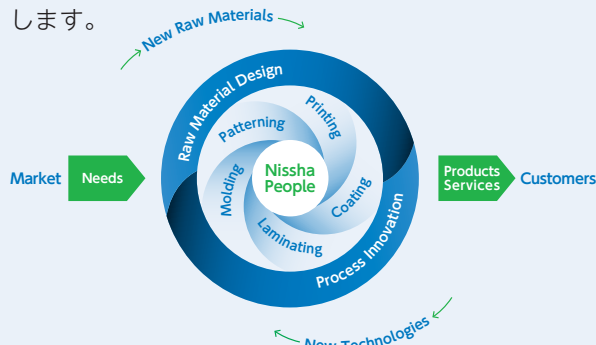 します。
New Raw Materials
Raw Material Design
Printing
Patterning
Market
Needs
Molding
Nissha
People
Coating
Products
Services
Customers
Laminating
Process Innovation
New Technologies